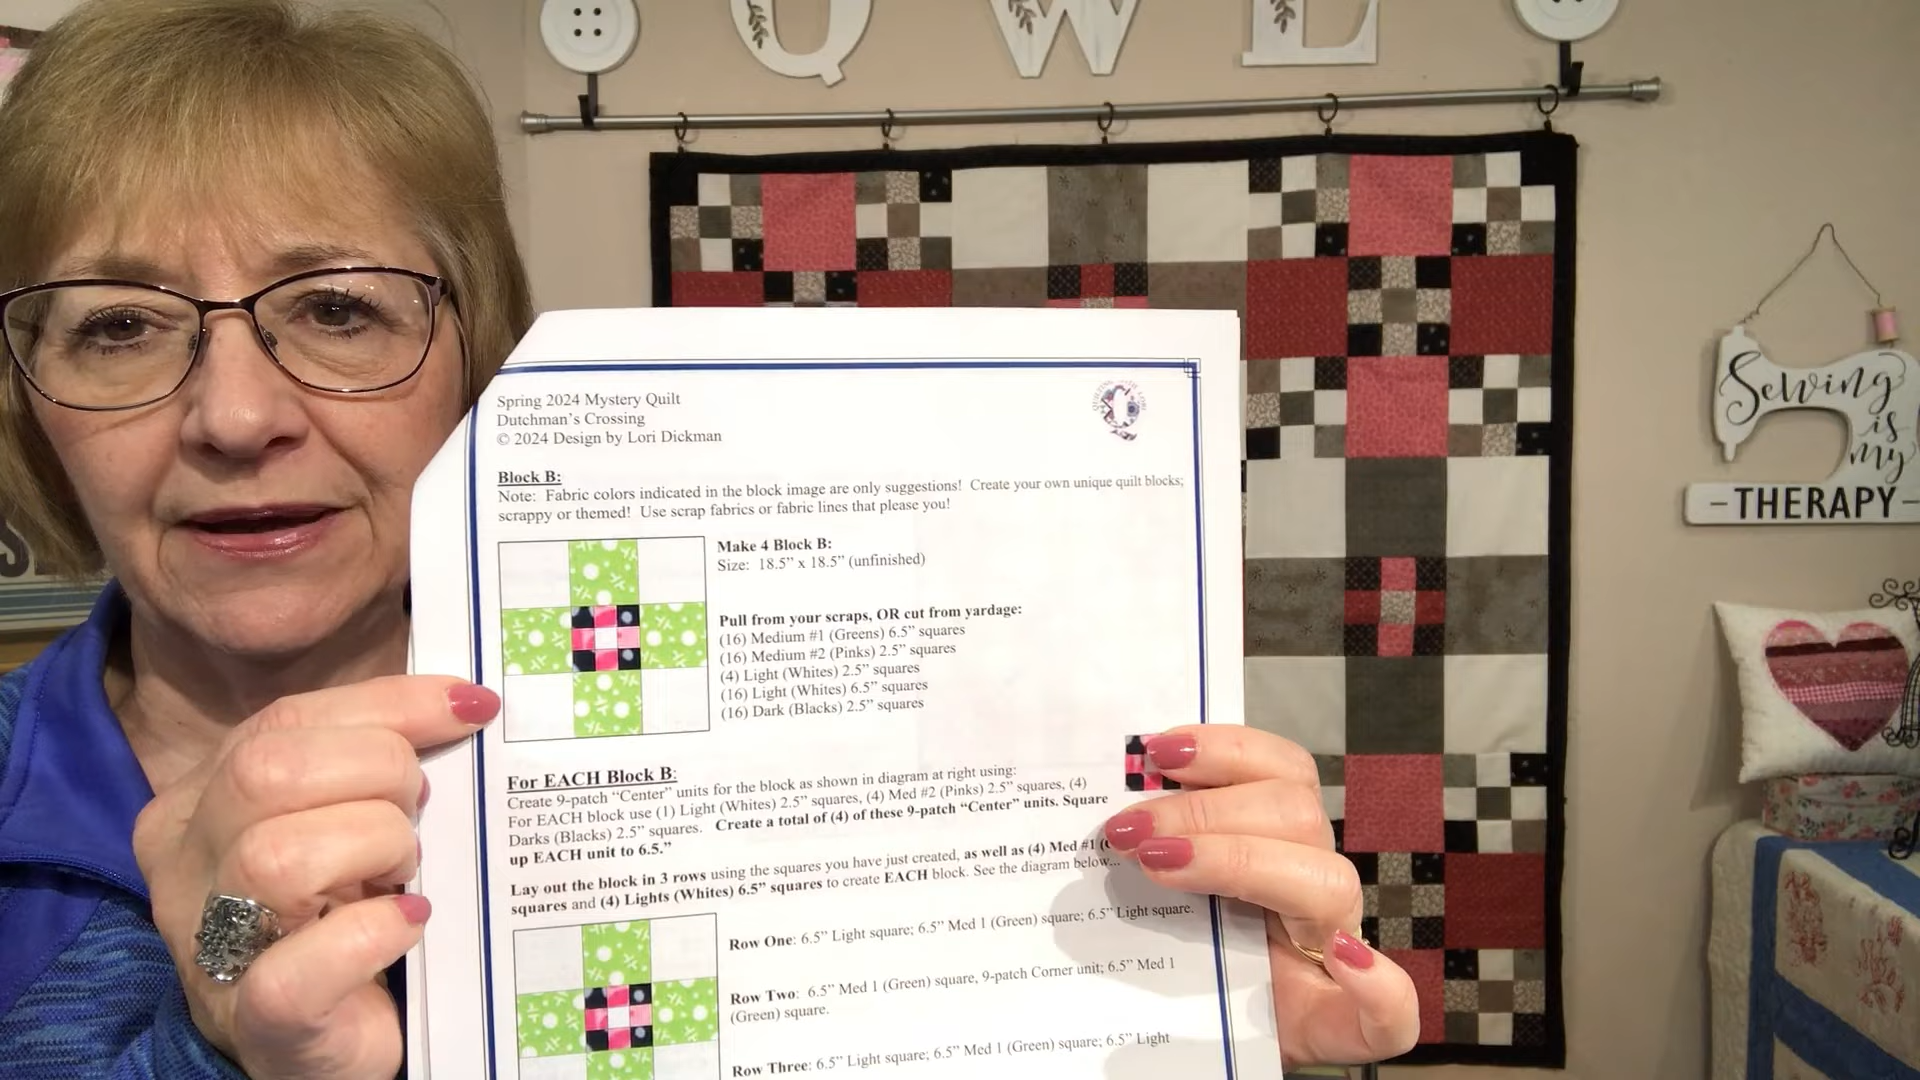 OWL
Sewing
is
my
- THERAPY -
Spring 2024 Mystery Quilt
Dutchman's Crossing
© 2024 Design by Lori Dickman
Block B:
Note: Fabric colors indicated in the block image are only suggestions! Create your own unique quilt blocks;
scrappy or themed! Use scrap fabrics or fabric lines that please you!
Make 4 Block B:
Size: 18.5" x 18.5" (unfinished)
Pull from your scraps, OR cut from yardage:
(16) Medium #1 (Greens) 6.5" squares
(16) Medium #2 (Pinks) 2.5" squares
(4) Light (Whites) 2.5" squares
(16) Light (Whites) 6.5" squares
(16) Dark (Blacks) 2.5" squares
For EACH Block B:
Create 9-patch "Center" units for the block as shown in diagram at right using:
For EACH block use (1) Light (Whites) 2.5" squares, (4) Med #2 (Pinks) 2.5" squares, (4)
Darks (Blacks) 2.5" squares. Create a total of (4) of these 9-patch "Center" units. Square
up EACH unit to 6.5."
Lay out the block in 3 rows using the squares you have just created, as well as (4) Med #1
squares and (4) Lights (Whites) 6.5" squares to create EACH block. See the diagram below...
Row One: 6.5" Light square; 6.5" Med 1 (Green) square; 6.5" Light square.
Row Two: 6.5" Med 1 (Green) square, 9-patch Corner unit; 6.5" Med 1
(Green) square.
Row Three: 6.5" Light square; 6.5" Med 1 (Green) square; 6.5" Light